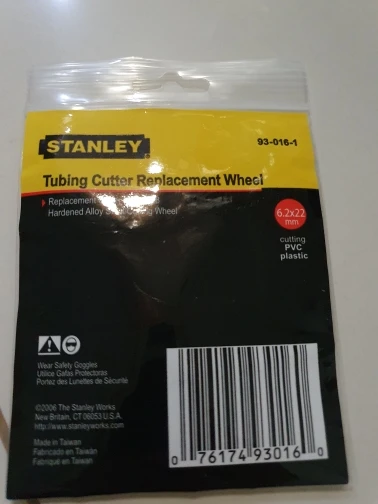 STANLEY
93-016-1
Tubing Cutter Replacement Wheel
Replacement
Hardened Alloy Wheel
6.2x22
mm
cutting
PVC
plastic
Wear Safety Goggles
Utilice Gafas Protectoras
Portez des Lunettes de Sécurité
©2006 The Stanley Works
New Britain, CT 06053 U.S.A.
http://www.stanleyworks.com
Made in Taiwan
Fabricado en Taiwán
Fabriqué en Taiwan
0 76174 93016 0